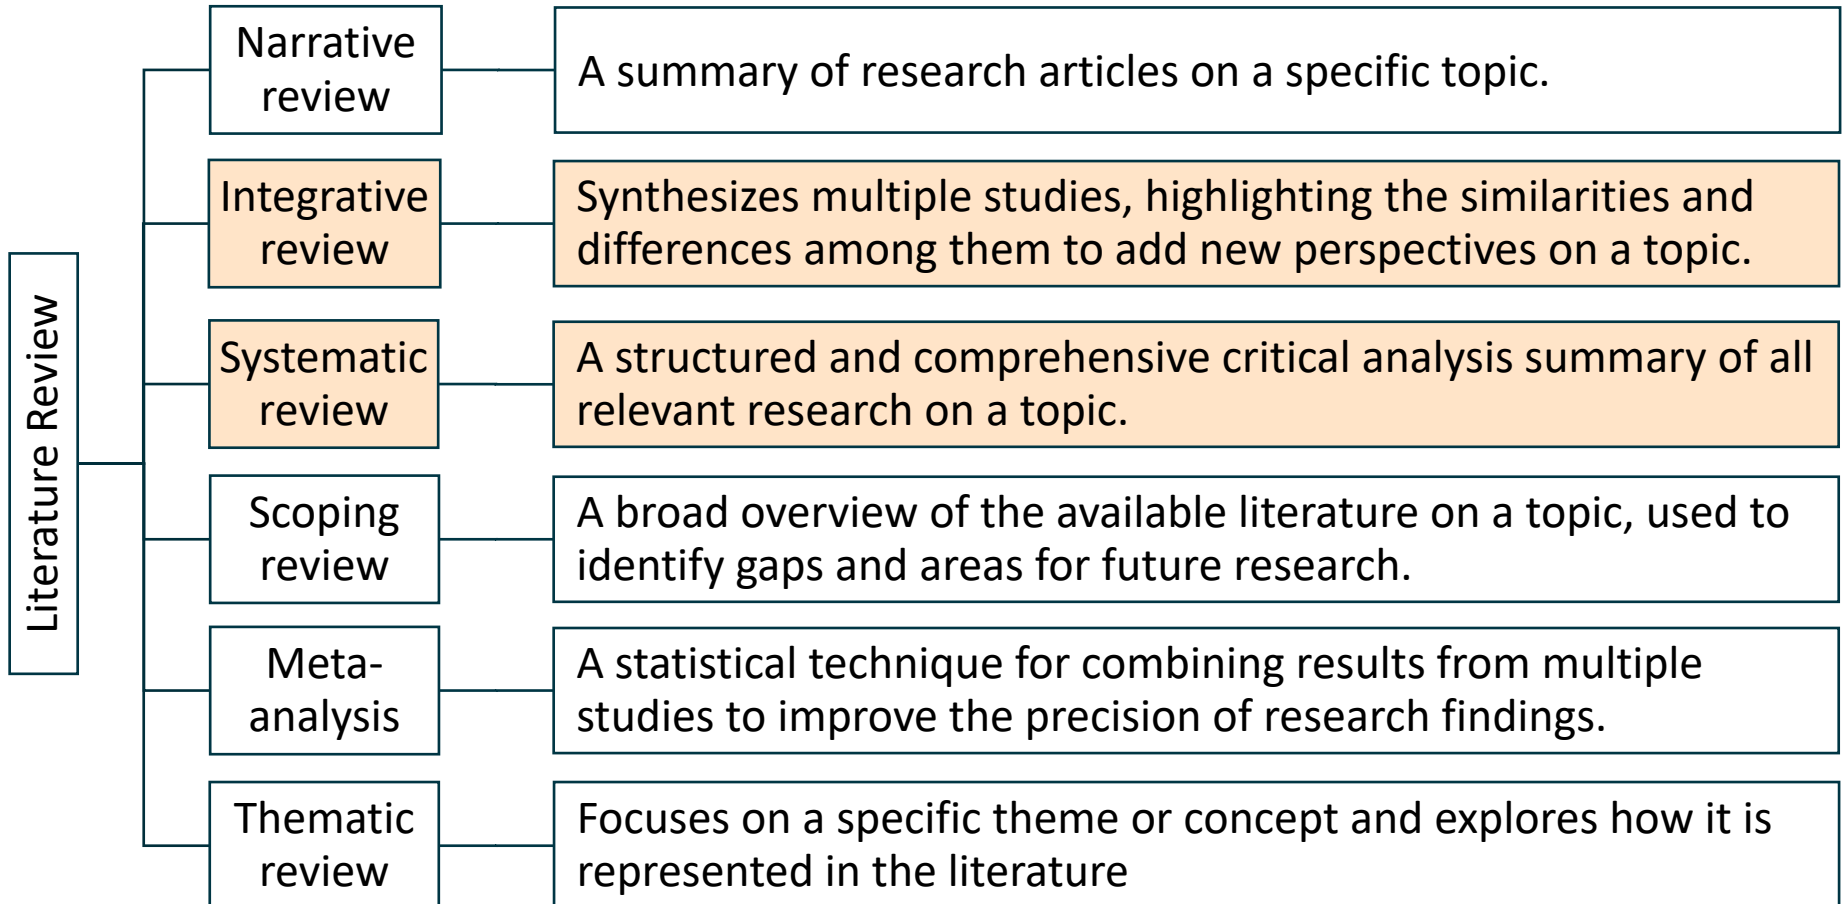 Literature Review
Narrative
review
A summary of research articles on a specific topic.
Integrative
review
Synthesizes multiple studies, highlighting the similarities and
differences among them to add new perspectives on a topic.
Systematic
review
A structured and comprehensive critical analysis summary of all
relevant research on a topic.
Scoping
review
A broad overview of the available literature on a topic, used to
identify gaps and areas for future research.
Meta-
analysis
A statistical technique for combining results from multiple
studies to improve the precision of research findings.
Thematic
review
Focuses on a specific theme or concept and explores how it is
represented in the literature